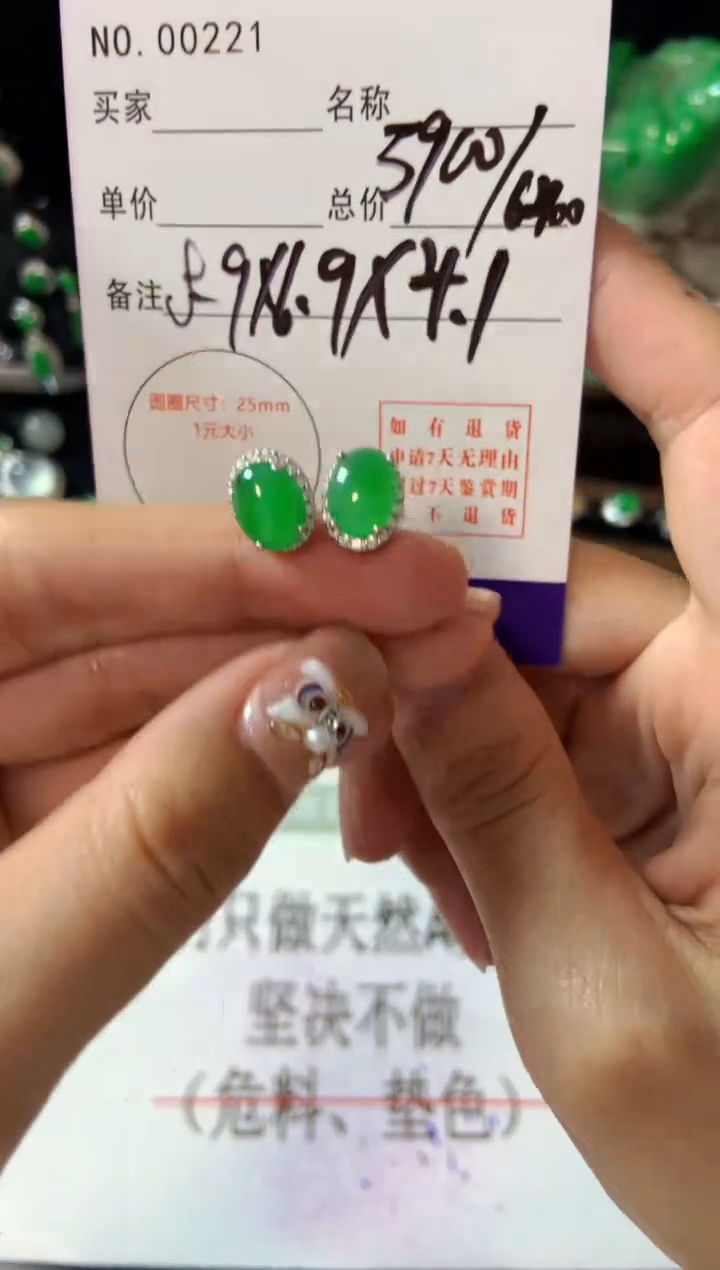 NO. 00221
买家 名称
单价 总价 5900/6400
备注 9X6.9X4.1
圆圈尺寸：25mm
1元大小
如有退货
申请7天无理由
过7天鉴赏期
不退货
只做天然
坚决不做
（危料、垫色）